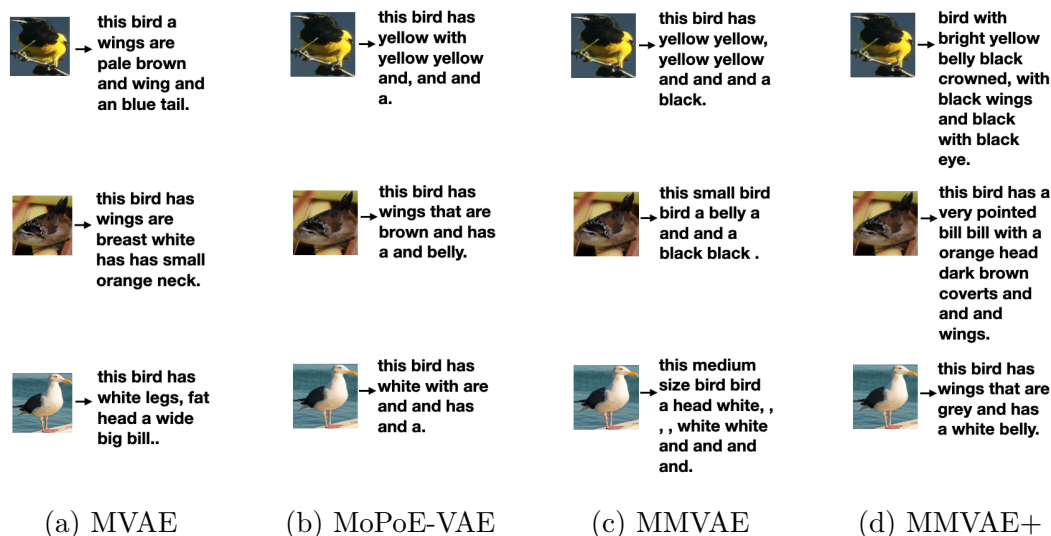 this bird a
wings are
pale brown
and wing and
an blue tail.
this bird has
yellow with
yellow yellow
and, and and
a.
this bird has
yellow yellow,
yellow yellow
and and and a
black.
bird with
bright yellow
belly black
crowned, with
black wings
and black
with black
eye.
this bird has
wings are
breast white
has has small
orange neck.
this bird has
wings that are
brown and has
a and belly.
this small bird
bird a belly a
and and a
black black .
this bird has a
very pointed
bill bill with a
orange head
dark brown
coverts and
and and
wings.
this bird has
white legs, fat
head a wide
big bill..
this bird has
white with are
and and has
and a.
this medium
size bird bird
a head white, ,
, , white white
and and and
and.
this bird has
wings that are
grey and has
a white belly.
(a) MVAE
(b) MoPoE-VAE
(c) MMVAE
(d) MMVAE+